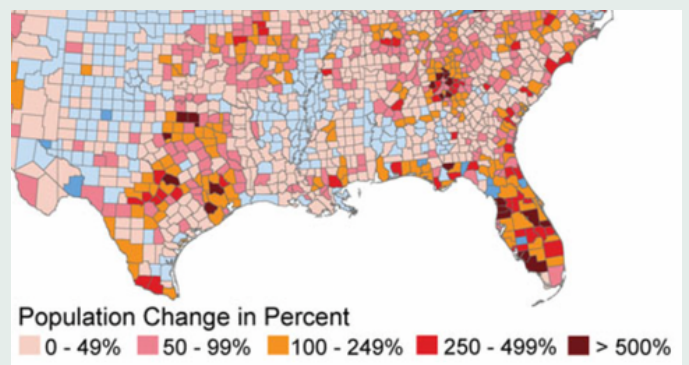 Population Change in Percent
0 - 49% 50 - 99% 100 - 249% 250 - 499% > 500%